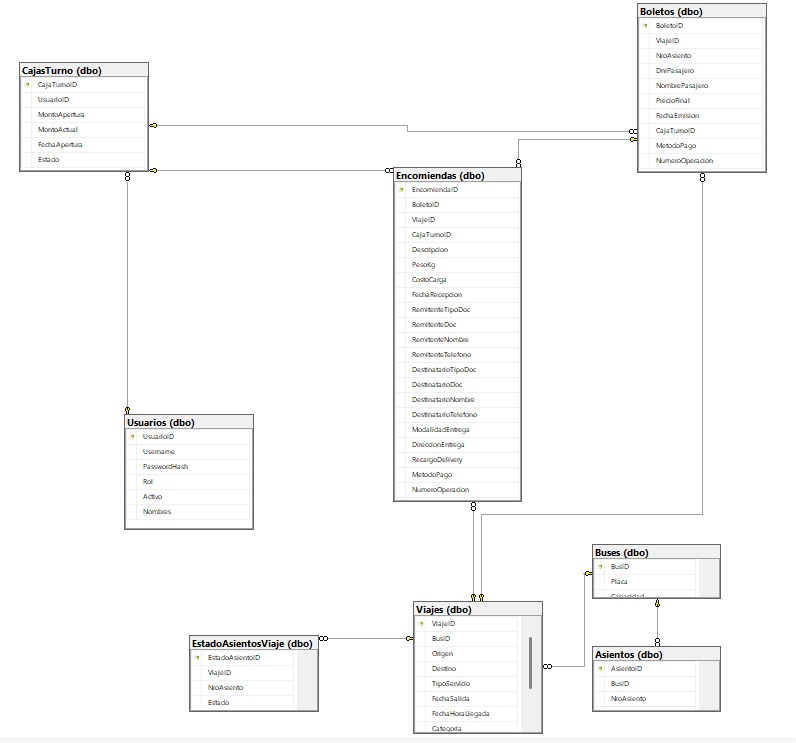 Boletos (dbo)
BoletoID
ViajeID
NroAsiento
DniPasajero
NombrePasajero
PrecioFinal
FechaEmision
CajaTurnoID
MetodoPago
NumeroOperacion
CajasTurno (dbo)
CajaTurnoID
UsuarioID
MontoApertura
MontoActual
FechaApertura
Estado
Encomiendas (dbo)
EncomiendaID
BoletoID
ViajeID
CajaTurnoID
Descripcion
PesoKg
CostoCarga
FechaRecepcion
RemitenteTipoDoc
RemitenteDoc
RemitenteNombre
RemitenteTelefono
DestinatarioTipoDoc
DestinatarioDoc
DestinatarioNombre
DestinatarioTelefono
ModalidadEntrega
DireccionEntrega
RecargoDelivery
MetodoPago
NumeroOperacion
Usuarios (dbo)
UsuarioID
Username
PasswordHash
Rol
Activo
Nombres
Buses (dbo)
BusID
Placa
Capacidad
Viajes (dbo)
ViajeID
BusID
Origen
Destino
TipoServicio
FechaSalida
FechaHoraLlegada
Categoria
EstadoAsientosViaje (dbo)
EstadoAsientoID
ViajeID
NroAsiento
Estado
Asientos (dbo)
AsientoID
BusID
NroAsiento